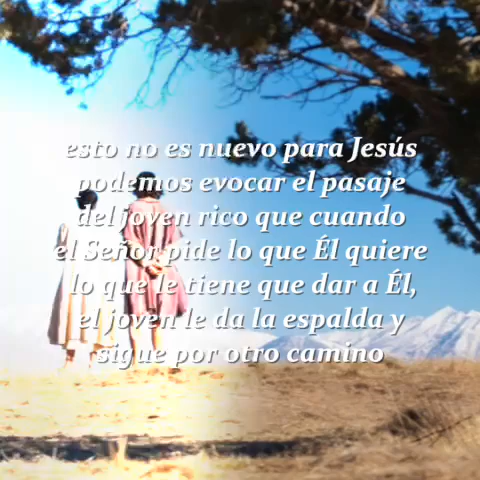 esto no es nuevo para Jesús
podemos evocar el pasaje
del joven rico que cuando
el Señor pide lo que Él quiere
lo que le tiene que dar a Él,
el joven le da la espalda y
sigue por otro camino